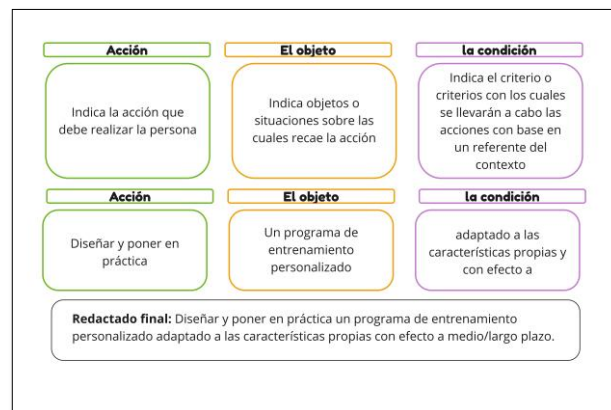 Acción
El objeto
la condición
Indica la acción que
debe realizar la persona
Indica objetos o
situaciones sobre las
cuales recae la acción
Indica el criterio o
criterios con los cuales
se llevarán a cabo las
acciones con base en
un referente del
contexto
Acción
El objeto
la condición
Diseñar y poner en
práctica
Un programa de
entrenamiento
personalizado
adaptado a las
características propias y
con efecto a
Redactado final: Diseñar y poner en práctica un programa de entrenamiento
personalizado adaptado a las características propias con efecto a medio/largo plazo.